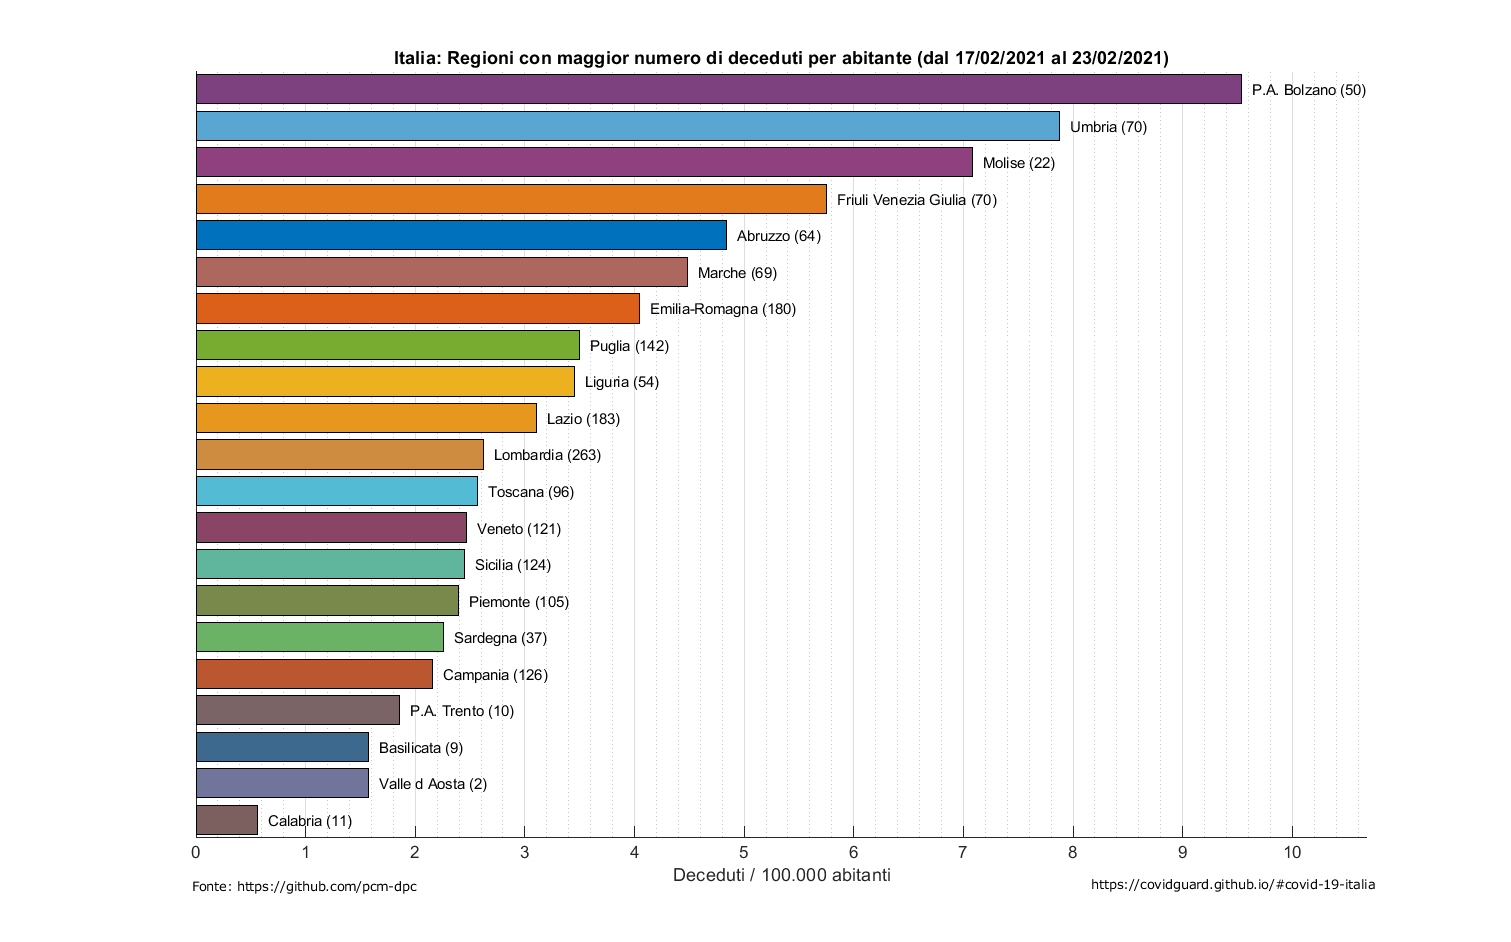 Italia: Regioni con maggior numero di deceduti per abitante (dal 17/02/2021 al 23/02/2021)
P.A. Bolzano (50)
Umbria (70)
Molise (22)
Friuli Venezia Giulia (70)
Abruzzo (64)
Marche (69)
Emilia-Romagna (180)
Puglia (142)
Liguria (54)
Lazio (183)
Lombardia (263)
Toscana (96)
Veneto (121)
Sicilia (124)
Piemonte (105)
Sardegna (37)
Campania (126)
P.A. Trento (10)
Basilicata (9)
Valle d Aosta (2)
Calabria (11)
0 1 2 3 4 5 6 7 8 9 10
Deceduti / 100.000 abitanti
Fonte: https://github.com/pcm-dpc
https://covidguard.github.io/#covid-19-italia